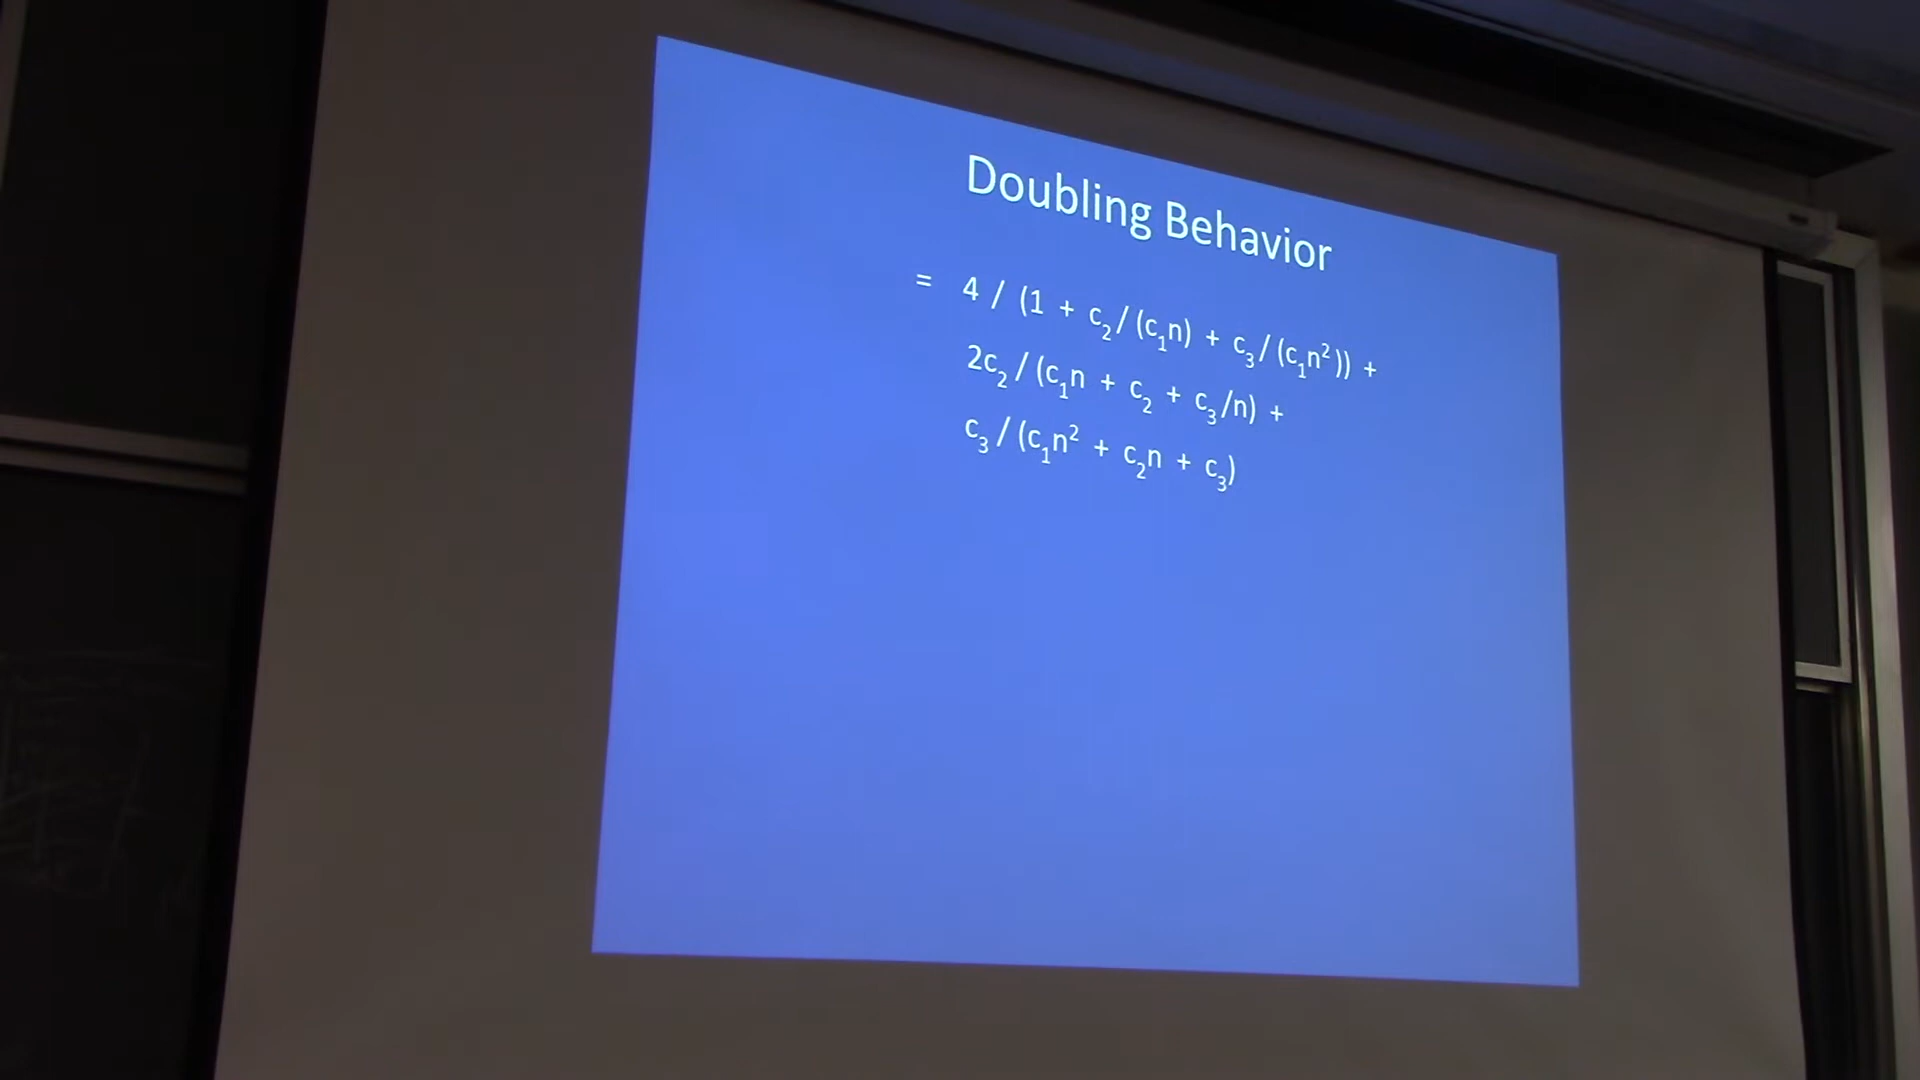 Doubling Behavior
= 4 / (1 + c₂/(c₁n) + c₃/(c₁n²)) +
2c₂/(c₁n + c₂ + c₃/n) +
c₃/(c₁n² + c₂n + c₃)